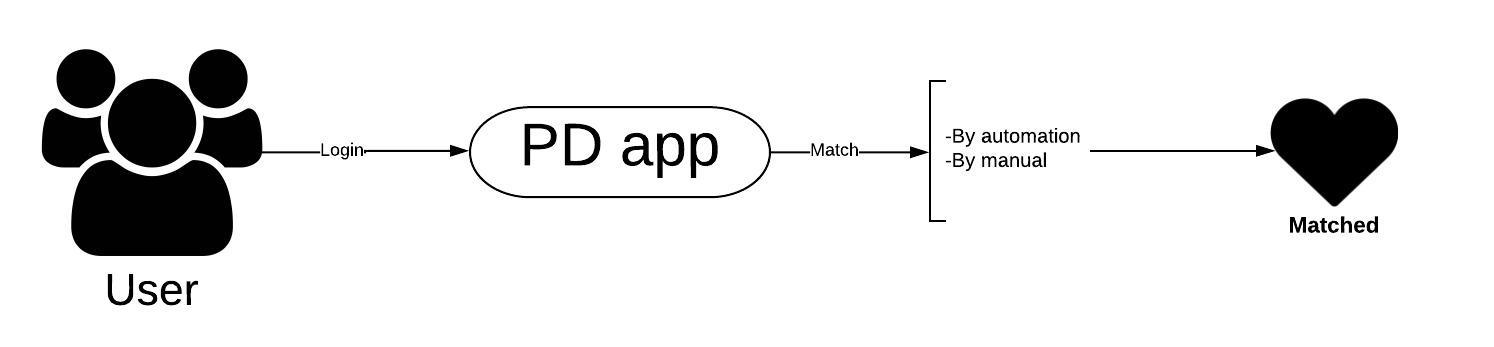 User
Login
PD app
Match
-By automation
-By manual
Matched